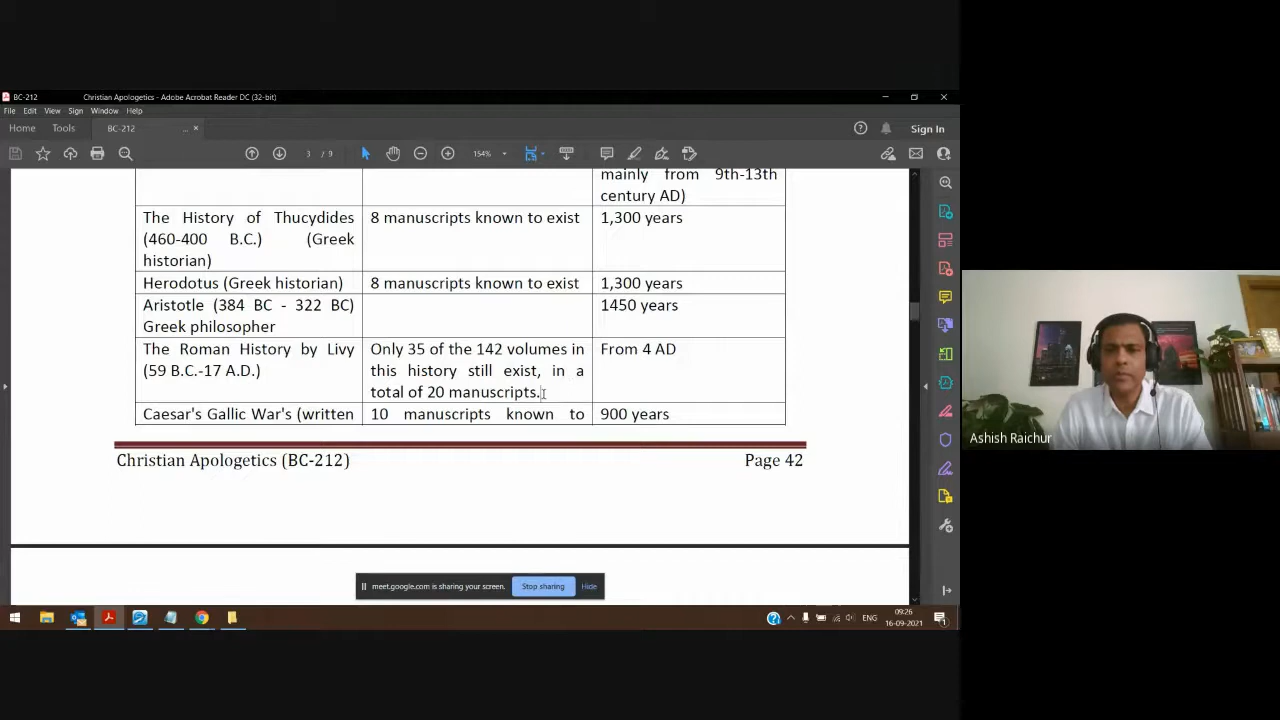 BC-212
Christian Apologetics - Adobe Acrobat Reader DC (32-bit)
File Edit View Sign Window Help
Home Tools BC-212 ... ×
Sign In
3 / 9
154%
mainly from 9th-13th
century AD)
The History of Thucydides
(460-400 B.C.) (Greek
historian)
8 manuscripts known to exist
1,300 years
Herodotus (Greek historian)
8 manuscripts known to exist
1,300 years
Aristotle (384 BC - 322 BC)
Greek philosopher
1450 years
The Roman History by Livy
(59 B.C.-17 A.D.)
Only 35 of the 142 volumes in
this history still exist, in a
total of 20 manuscripts.
From 4 AD
Caesar's Gallic War's (written
10 manuscripts known to
900 years
Christian Apologetics (BC-212)
Page 42
Ashish Raichur
meet.google.com is sharing your screen.
Stop sharing
Hide
ENG
09:26
16-09-2021